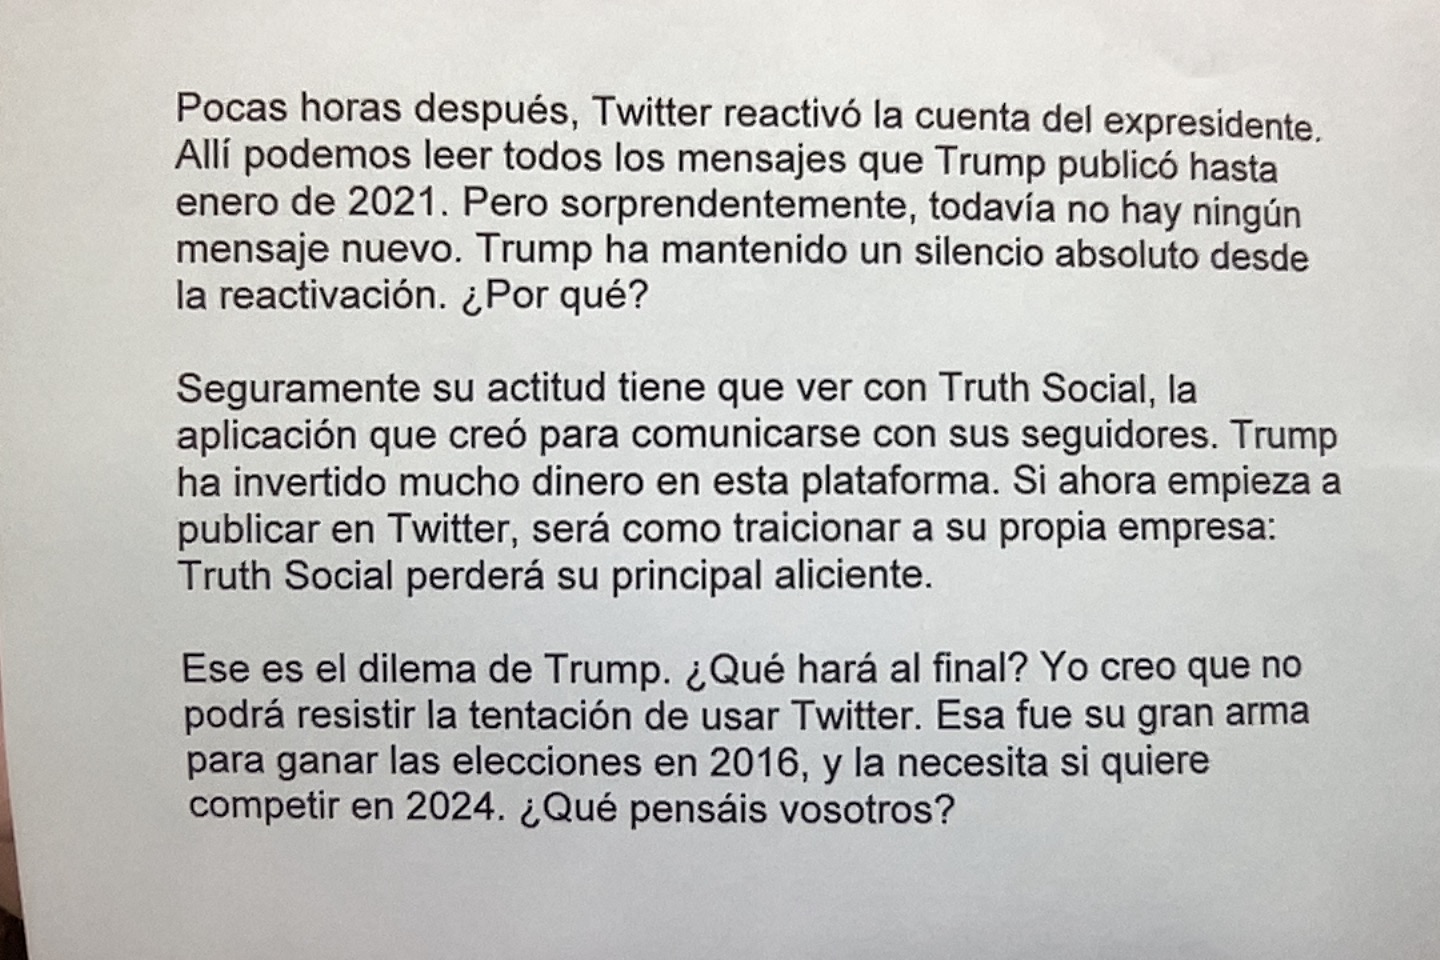 Pocas horas después, Twitter reactivó la cuenta del expresidente.
Allí podemos leer todos los mensajes que Trump publicó hasta
enero de 2021. Pero sorprendentemente, todavía no hay ningún
mensaje nuevo. Trump ha mantenido un silencio absoluto desde
la reactivación. ¿Por qué?
Seguramente su actitud tiene que ver con Truth Social, la
aplicación que creó para comunicarse con sus seguidores. Trump
ha invertido mucho dinero en esta plataforma. Si ahora empieza a
publicar en Twitter, será como traicionar a su propia empresa:
Truth Social perderá su principal aliciente.
Ese es el dilema de Trump. ¿Qué hará al final? Yo creo que no
podrá resistir la tentación de usar Twitter. Esa fue su gran arma
para ganar las elecciones en 2016, y la necesita si quiere
competir en 2024. ¿Qué pensáis vosotros?